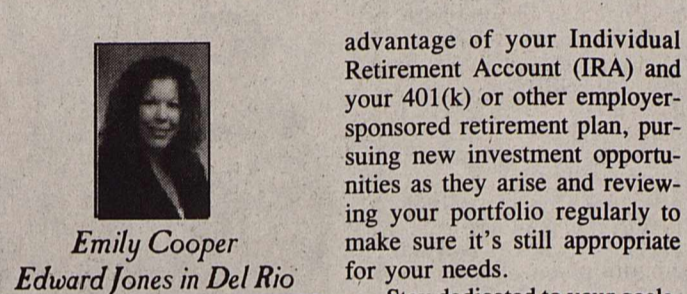 Emily Cooper
Edward Jones in Del Rio
advantage of your Individual
Retirement Account (IRA) and
your 401(k) or other employer-
sponsored retirement plan, pur-
suing new investment opportu-
nities as they arise and review-
ing your portfolio regularly to
make sure it's still appropriate
for your needs.